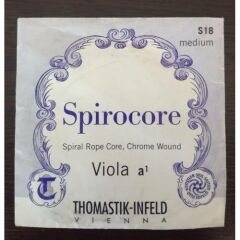 S18
medium
Spirocore
Spiral Rope Core, Chrome Wound
Viola a¹
THOMASTIK-INFELD
VIENNA